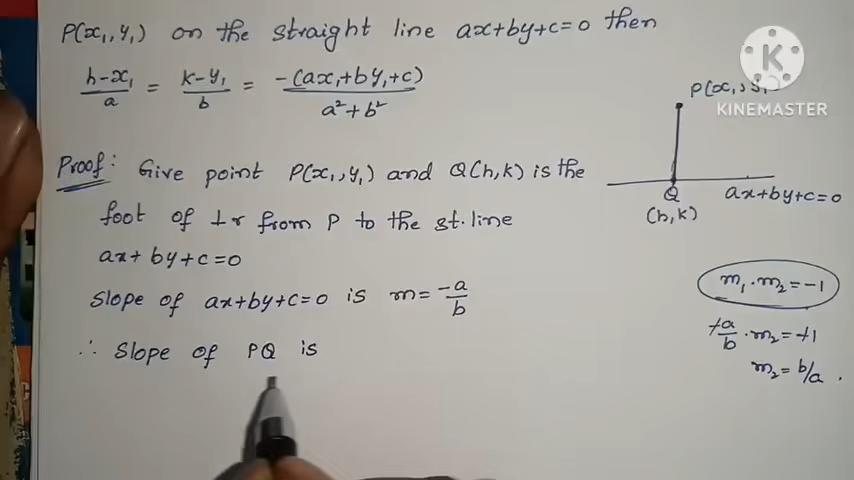 P(x₁, y₁) on the straight line ax+by+c=0 then
h-x₁/a = k-y₁/b = -(ax₁+by₁+c)/a²+b²
P(x₁, y₁
K
KINEMASTER
Proof: Give point P(x₁, y₁) and Q(h,k) is the
foot of ⊥r from P to the st.line
ax+by+c=0
Q
(h,k)
ax+by+c=0
slope of ax+by+c=0 is m = -a/b
∴ slope of PQ is
m₁.m₂=-1
+a/b.m₂=+1
m₂=b/a.